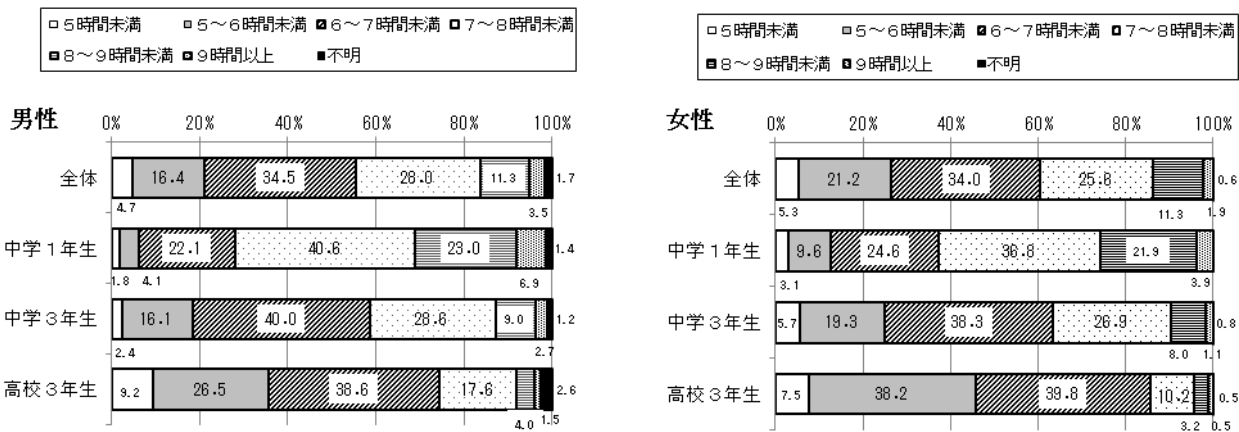 □５時間未満 ■５～６時間未満 ■６～７時間未満 □７～８時間未満
■８～９時間未満 ■９時間以上 ■不明
男性
0% 20% 40% 60% 80% 100%
全体 16.4 34.5 28.0 11.3 1.7
4.7 3.5
中学１年生 22.1 40.6 23.0 1.4
1.8 4.1 6.9
中学３年生 16.1 40.0 28.6 9.0 1.2
2.4 2.7
高校３年生 9.2 26.5 38.6 17.6 2.6
4.0 1.5
□５時間未満 ■５～６時間未満 ■６～７時間未満 □７～８時間未満
■８～９時間未満 ■９時間以上 ■不明
女性
0% 20% 40% 60% 80% 100%
全体 21.2 34.0 25.6 0.6
5.3 11.3 1.9
中学１年生 9.6 24.6 36.8 21.9
3.1 3.9
中学３年生 5.7 19.3 38.3 26.9 0.8
8.0 1.1
高校３年生 7.5 38.2 39.8 10.2 0.5
3.2 0.5